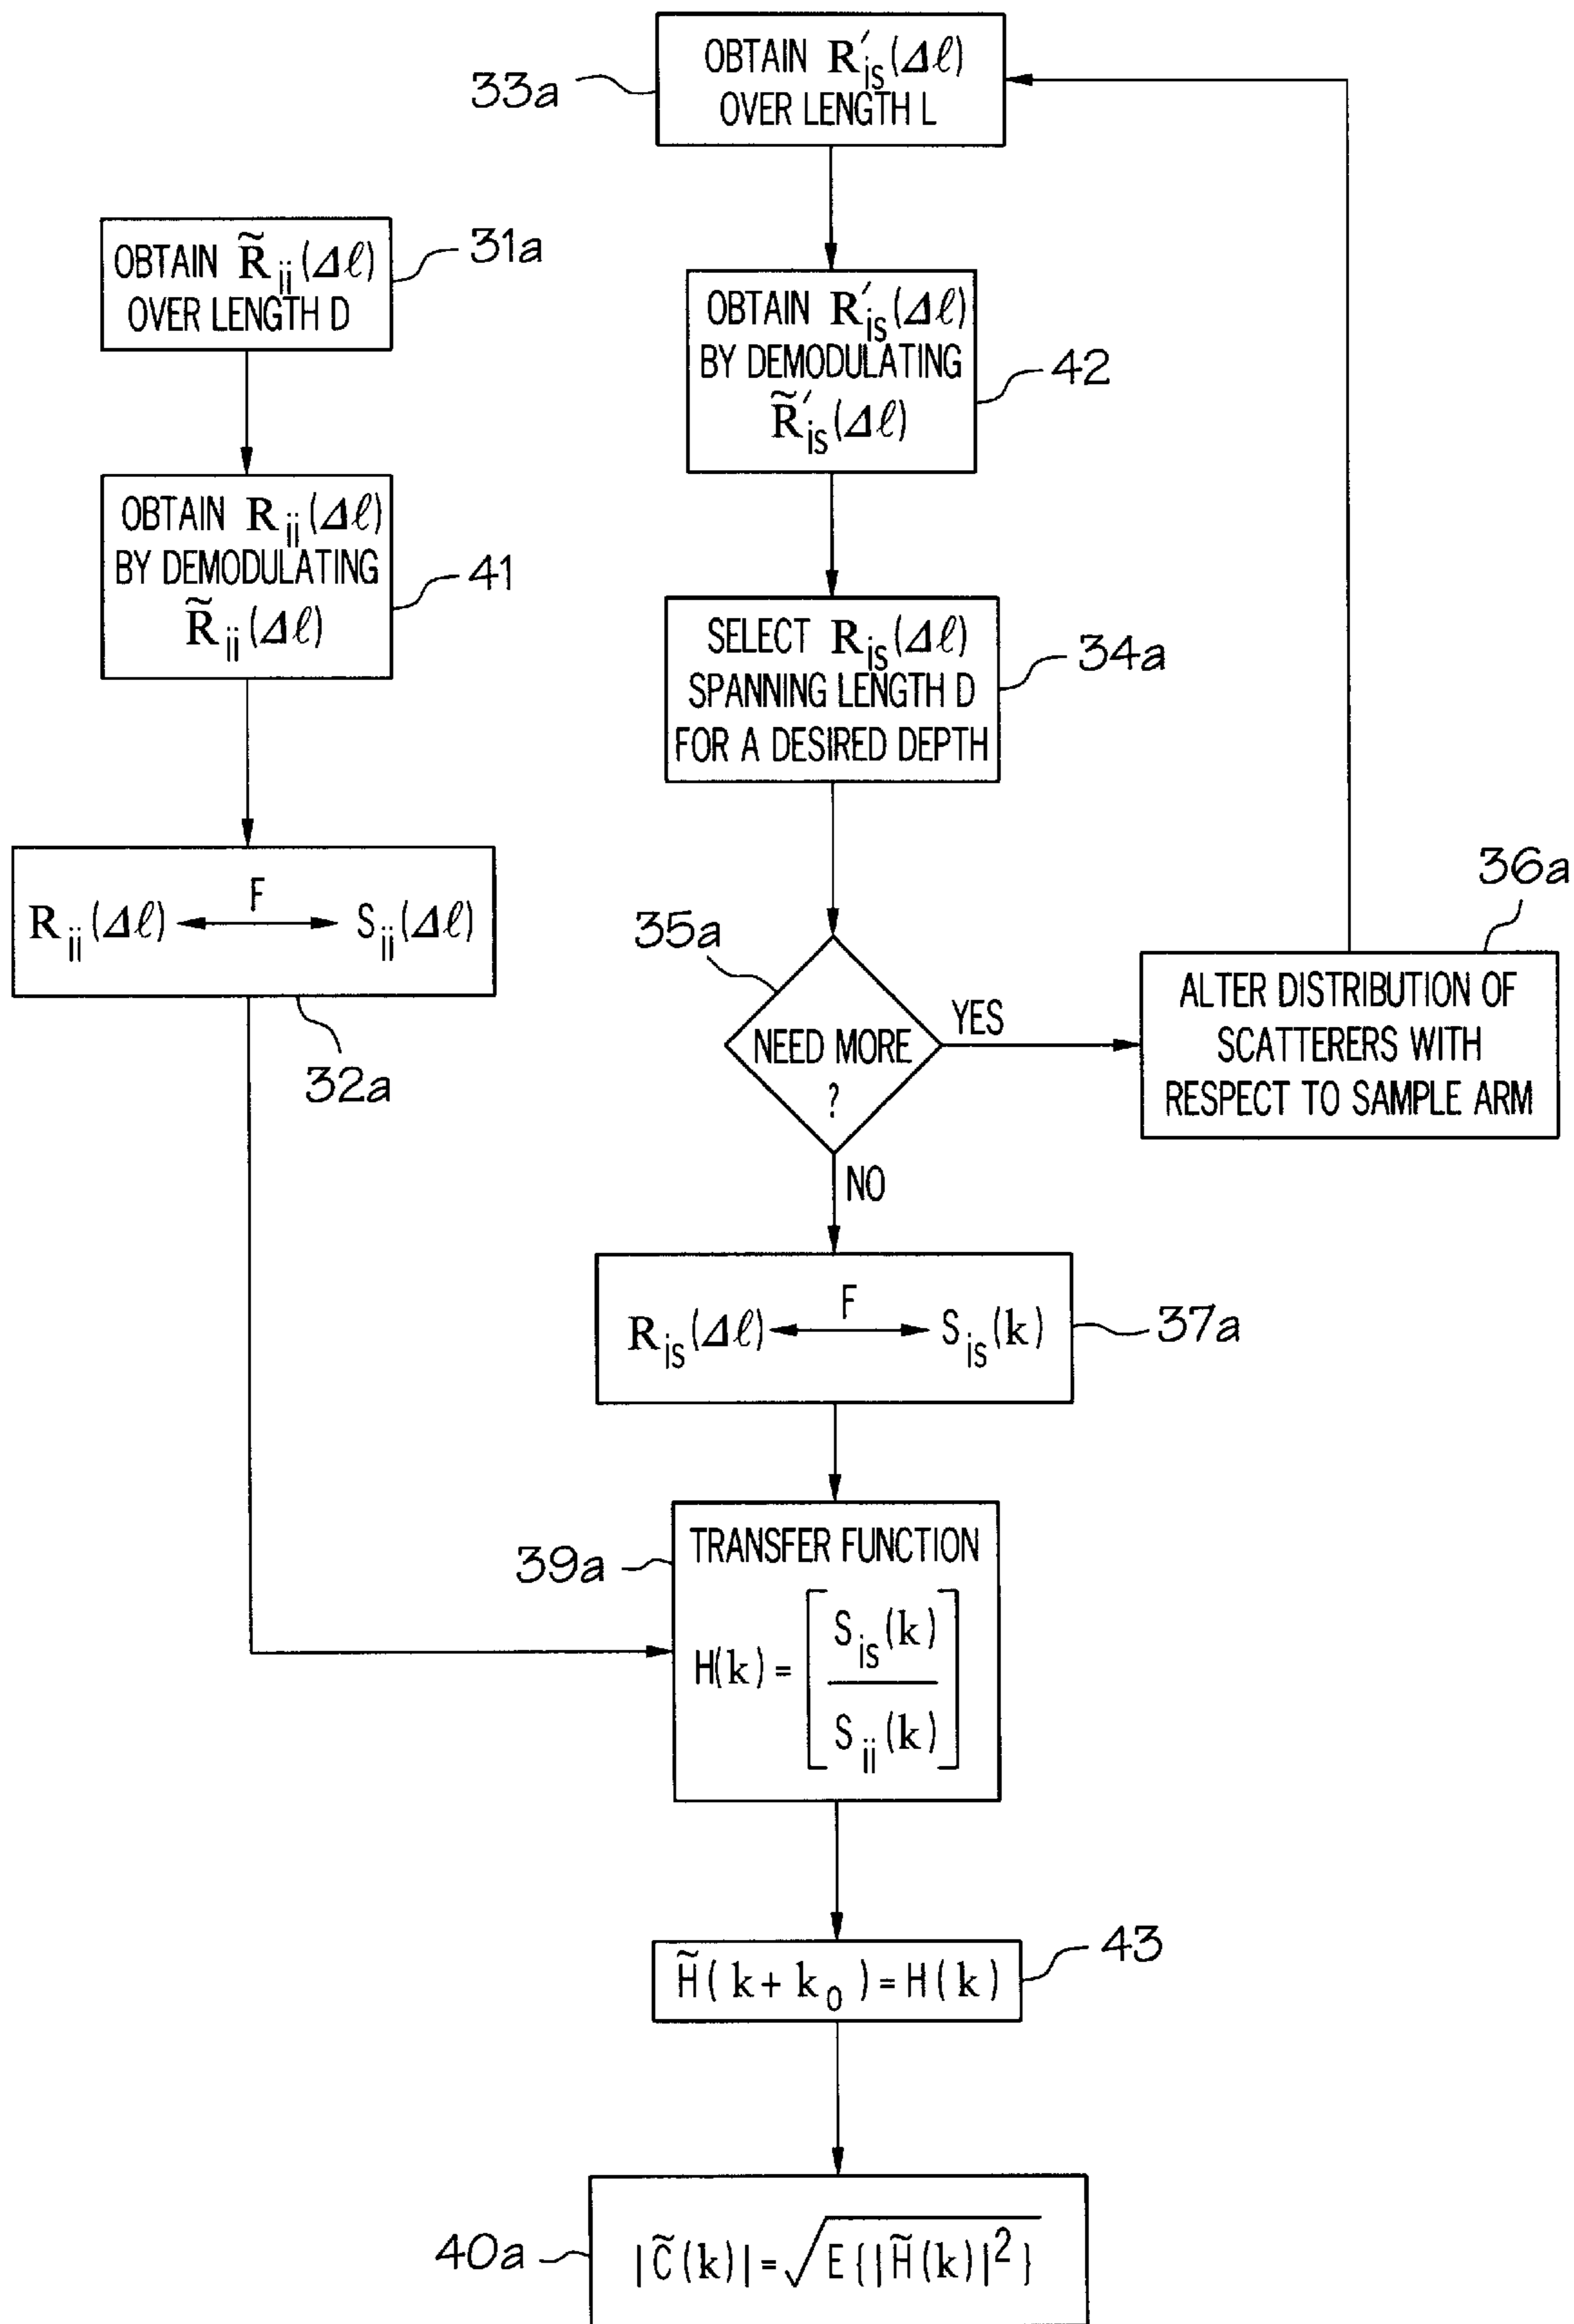 OBTAIN R′is(Δℓ)
OVER LENGTH L
33a
OBTAIN R̃ii(Δℓ)
OVER LENGTH D
31a
OBTAIN R′is(Δℓ)
BY DEMODULATING
R̃′is(Δℓ)
42
OBTAIN Rii(Δℓ)
BY DEMODULATING
R̃ii(Δℓ)
41
SELECT Ris(Δℓ)
SPANNING LENGTH D
FOR A DESIRED DEPTH
34a
Rii(Δℓ) ⟷ F Sii(Δℓ)
32a
35a
NEED MORE
?
YES
NO
36a
ALTER DISTRIBUTION OF
SCATTERERS WITH
RESPECT TO SAMPLE ARM
Ris(Δℓ) ⟷ F Sis(k)
37a
39a
TRANSFER FUNCTION
H(k) = [Sis(k) / Sii(k)]
H̃(k + k₀) = H(k)
43
40a
|C̃(k)| = √E{|H̃(k)|²}